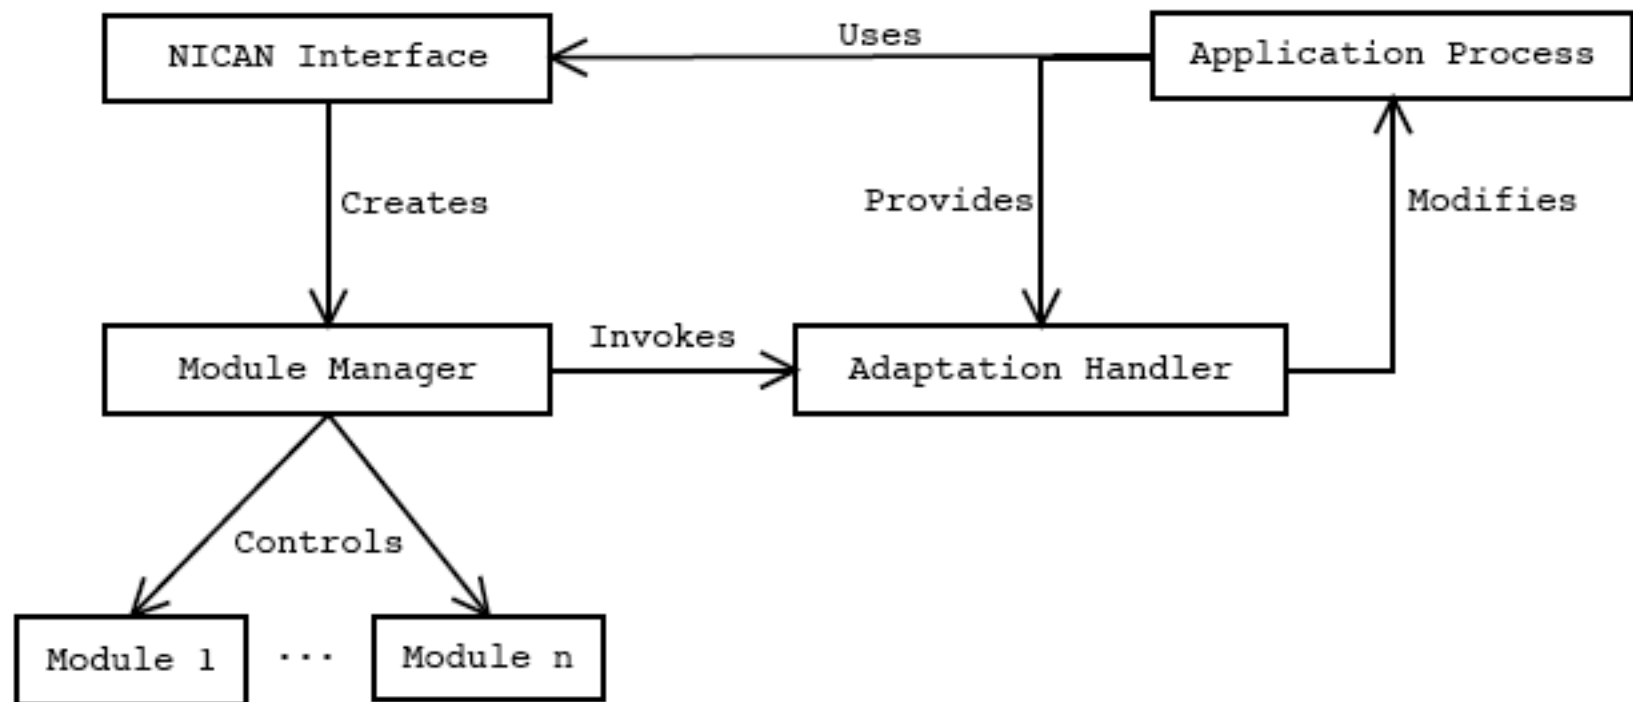 Uses
NICAN Interface
Application Process
Creates
Provides
Modifies
Invokes
Module Manager
Adaptation Handler
Controls
Module 1
...
Module n